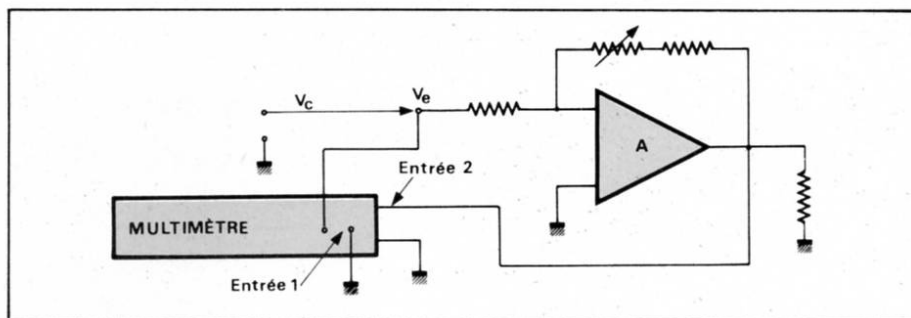 Vc
Ve
A
Entrée 2
MULTIMÈTRE
Entrée 1